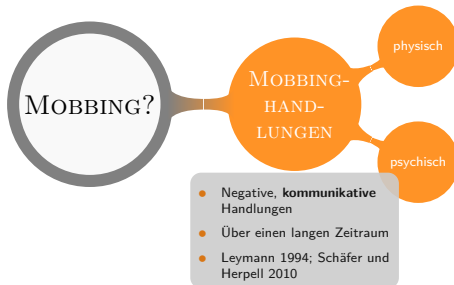 MOBBING?
MOBBING-
HAND-
LUNGEN
physisch
psychisch
Negative, kommunikative
Handlungen
Über einen langen Zeitraum
Leymann 1994; Schäfer und
Herpell 2010